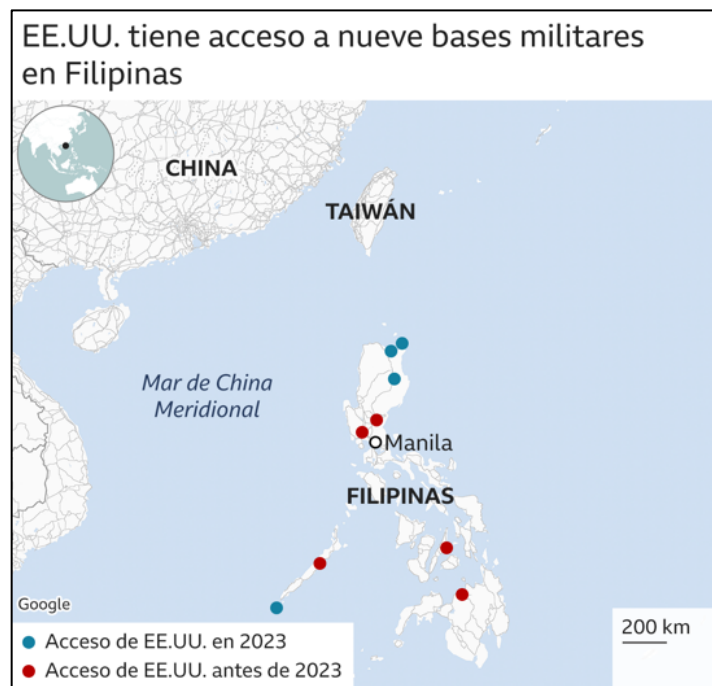 EE.UU. tiene acceso a nueve bases militares
en Filipinas
CHINA
TAIWÁN
Mar de China
Meridional
Manila
FILIPINAS
Google
200 km
Acceso de EE.UU. en 2023
Acceso de EE.UU. antes de 2023